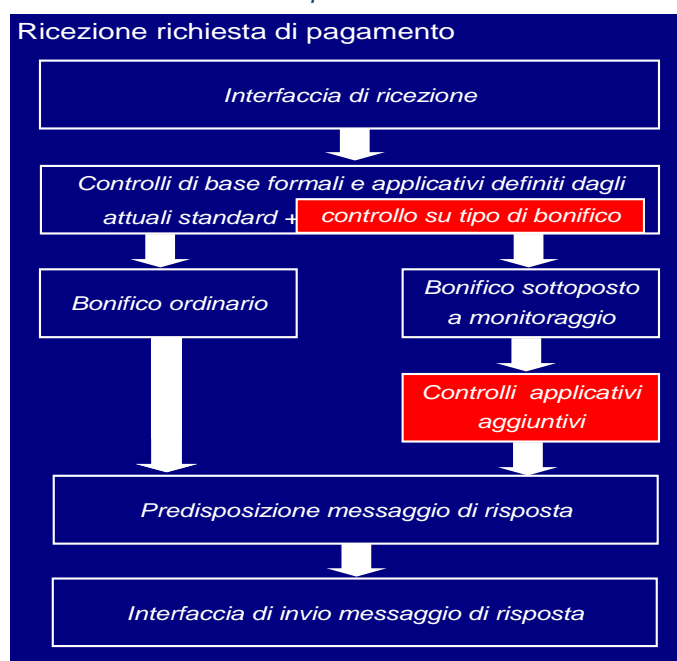 Ricezione richiesta di pagamento
Interfaccia di ricezione
Controlli di base formali e applicativi definiti dagli
attuali standard + controllo su tipo di bonifico
Bonifico ordinario
Bonifico sottoposto
a monitoraggio
Controlli applicativi
aggiuntivi
Predisposizione messaggio di risposta
Interfaccia di invio messaggio di risposta